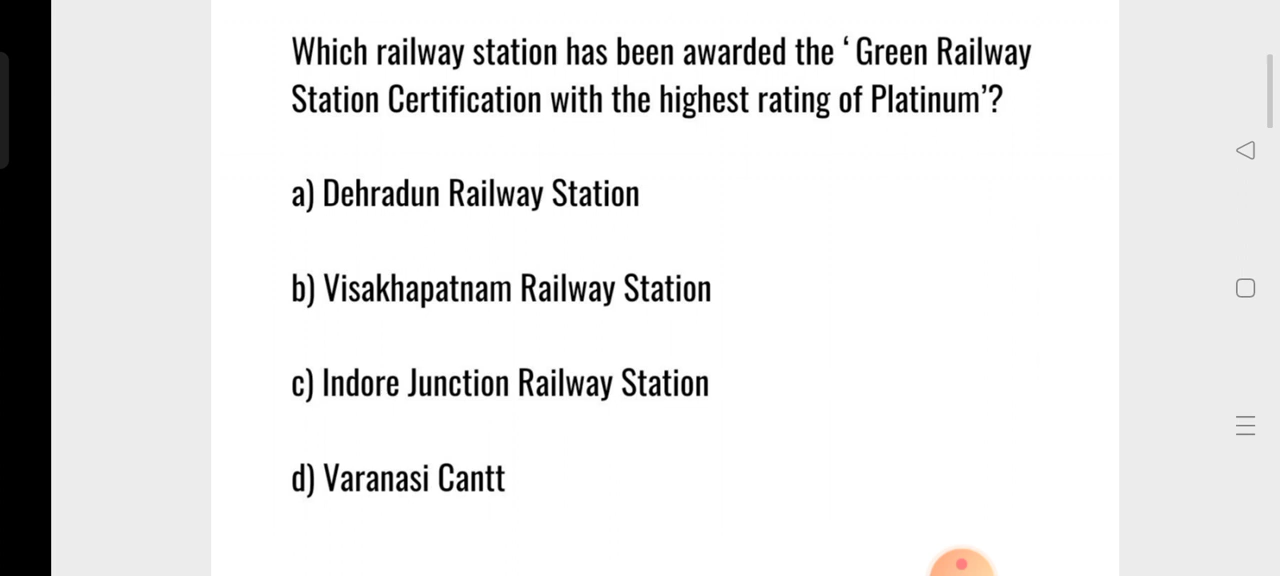 Which railway station has been awarded the ‘ Green Railway
Station Certification with the highest rating of Platinum’?
a) Dehradun Railway Station
b) Visakhapatnam Railway Station
c) Indore Junction Railway Station
d) Varanasi Cantt